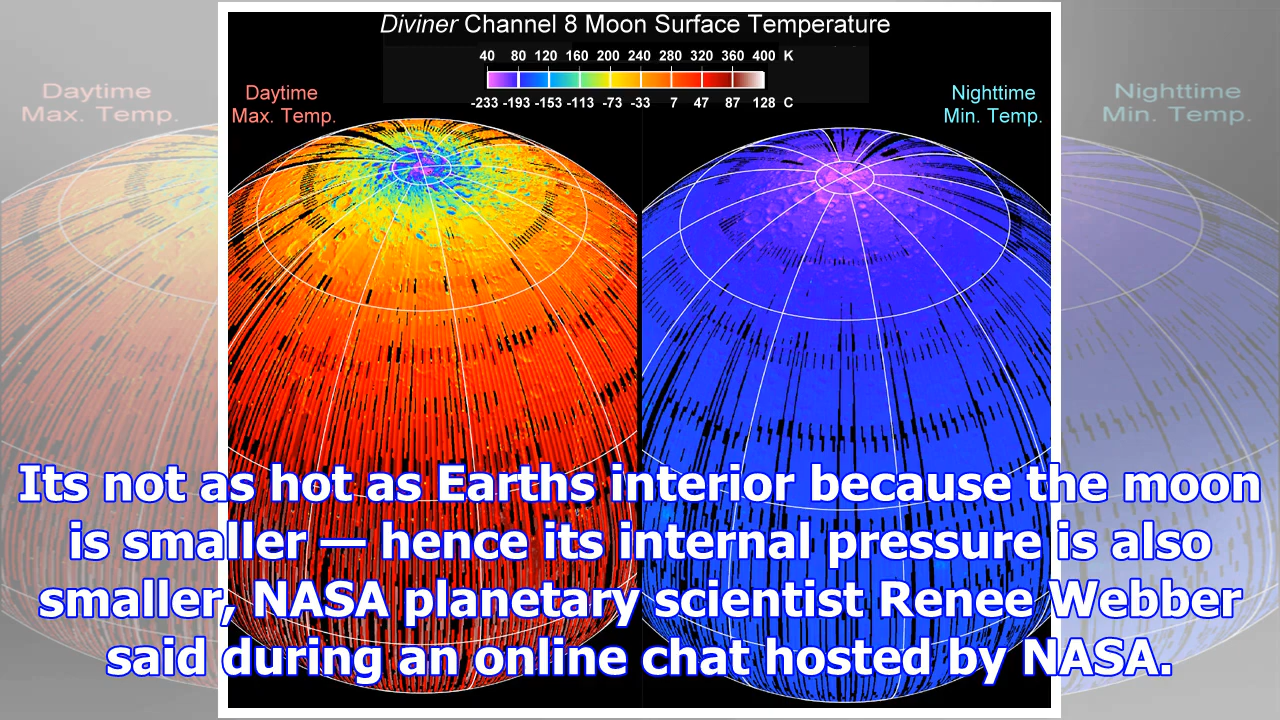 Diviner Channel 8 Moon Surface Temperature
40 80 120 160 200 240 280 320 360 400 K
-233 -193 -153 -113 -73 -33 7 47 87 128 C
Daytime
Max. Temp.
Daytime
Max. Temp.
Nighttime
Min. Temp.
Nighttime
Min. Temp.
Its not as hot as Earths interior because the moon
is smaller — hence its internal pressure is also
smaller, NASA planetary scientist Renee Webber
said during an online chat hosted by NASA.